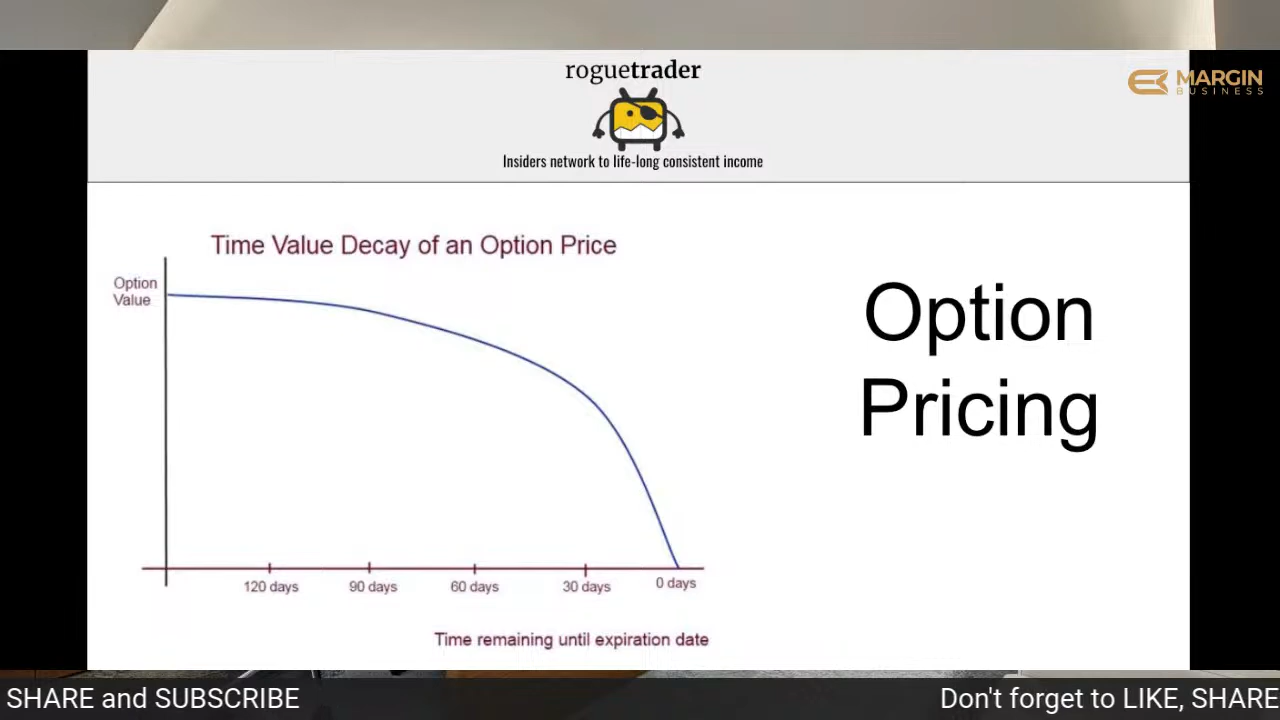 roguetrader
MARGIN
BUSINESS
Insiders network to life-long consistent income
Time Value Decay of an Option Price
Option
Value
Option
Pricing
120 days
90 days
60 days
30 days
0 days
Time remaining until expiration date
SHARE and SUBSCRIBE
Don't forget to LIKE, SHARE